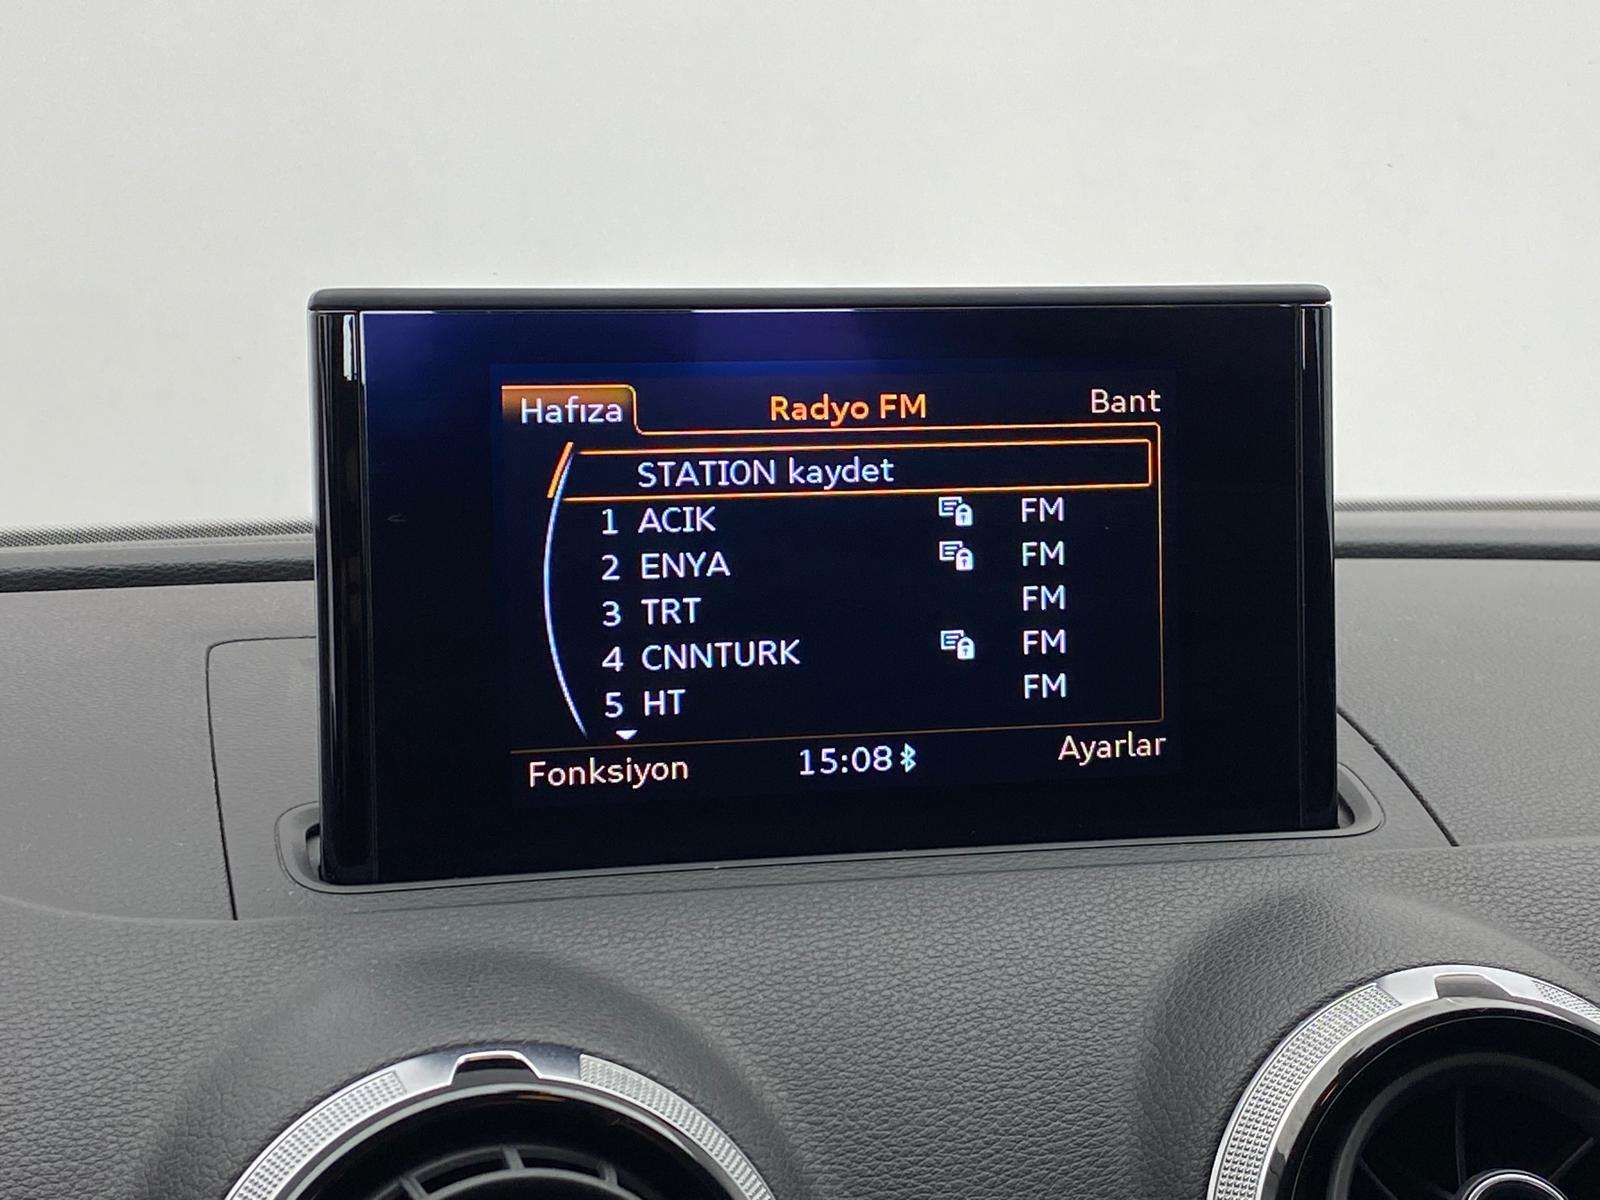 Hafıza Radyo FM Bant
STATION kaydet
1 ACIK FM
2 ENYA FM
3 TRT FM
4 CNNTURK FM
5 HT FM
Fonksiyon 15:08 Ayarlar